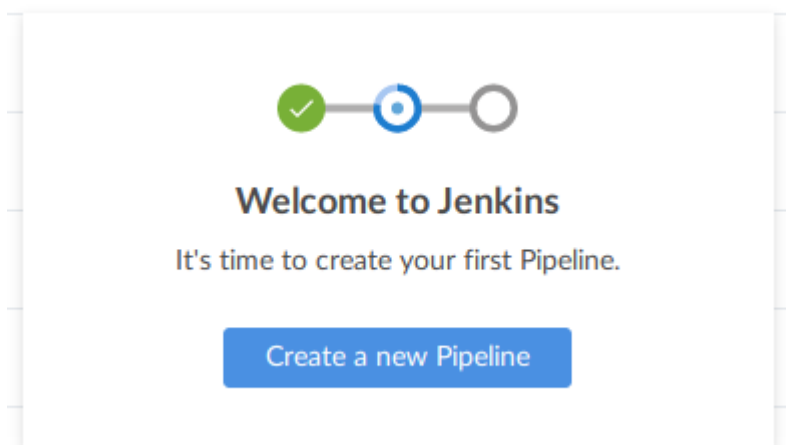 Welcome to Jenkins
It's time to create your first Pipeline.
Create a new Pipeline